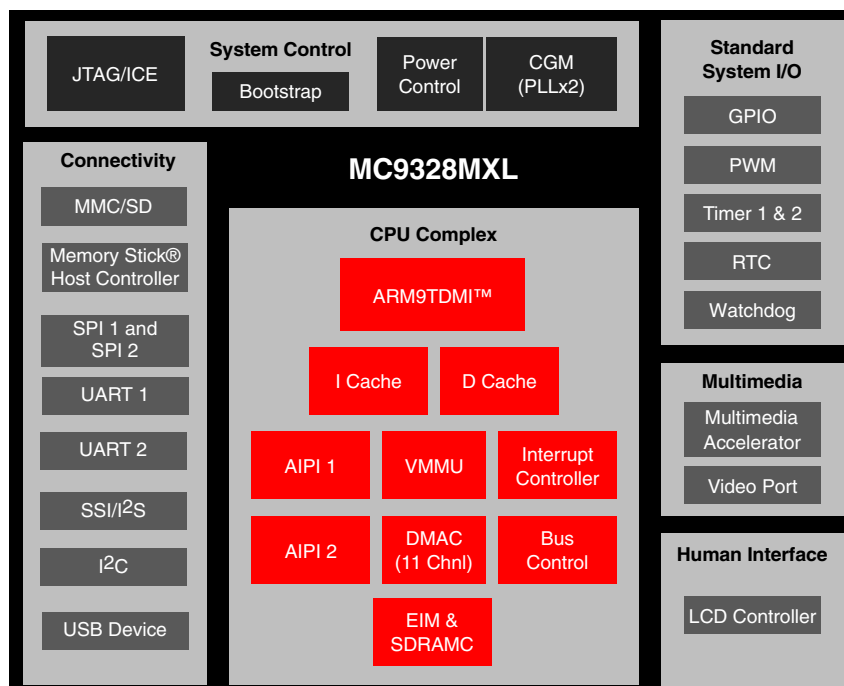 System Control
JTAG/ICE
Bootstrap
Power
Control
CGM
(PLLx2)
Standard
System I/O
GPIO
PWM
Timer 1 & 2
RTC
Watchdog
Connectivity
MMC/SD
Memory Stick®
Host Controller
SPI 1 and
SPI 2
UART 1
UART 2
SSI/I2S
I2C
USB Device
MC9328MXL
CPU Complex
ARM9TDMI™
I Cache
D Cache
AIPI 1
VMMU
Interrupt
Controller
AIPI 2
DMAC
(11 Chnl)
Bus
Control
EIM &
SDRAMC
Multimedia
Multimedia
Accelerator
Video Port
Human Interface
LCD Controller